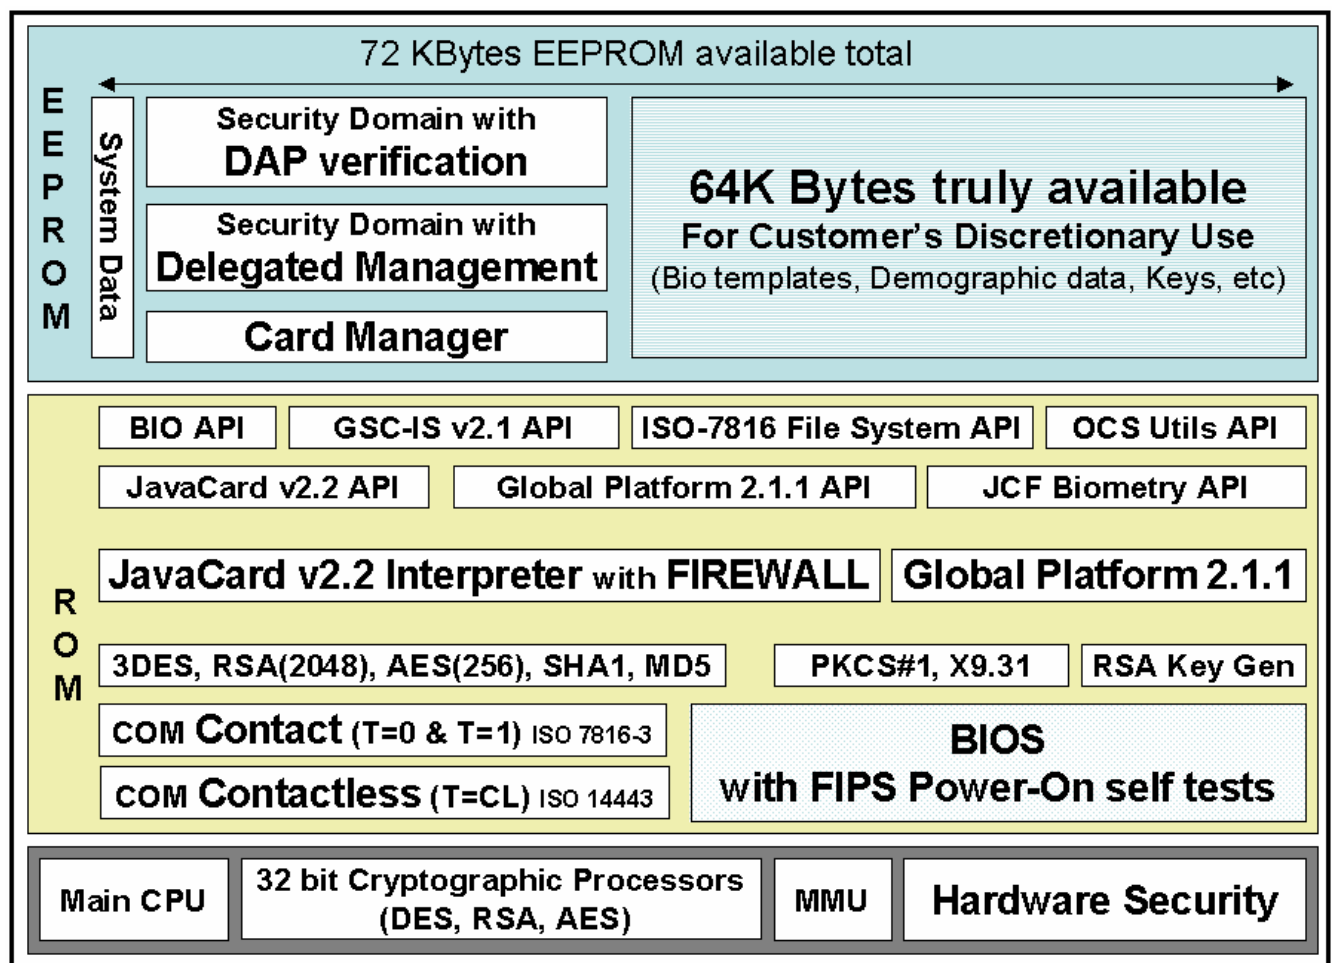 72 KBytes EEPROM available total
EEPROM
System Data
Security Domain with
DAP verification
Security Domain with
Delegated Management
Card Manager
64K Bytes truly available
For Customer's Discretionary Use
(Bio templates, Demographic data, Keys, etc)
ROM
BIO API
GSC-IS v2.1 API
ISO-7816 File System API
OCS Utils API
JavaCard v2.2 API
Global Platform 2.1.1 API
JCF Biometry API
JavaCard v2.2 Interpreter with FIREWALL
Global Platform 2.1.1
3DES, RSA(2048), AES(256), SHA1, MD5
PKCS#1, X9.31
RSA Key Gen
COM Contact (T=0 & T=1) ISO 7816-3
COM Contactless (T=CL) ISO 14443
BIOS
with FIPS Power-On self tests
Main CPU
32 bit Cryptographic Processors
(DES, RSA, AES)
MMU
Hardware Security